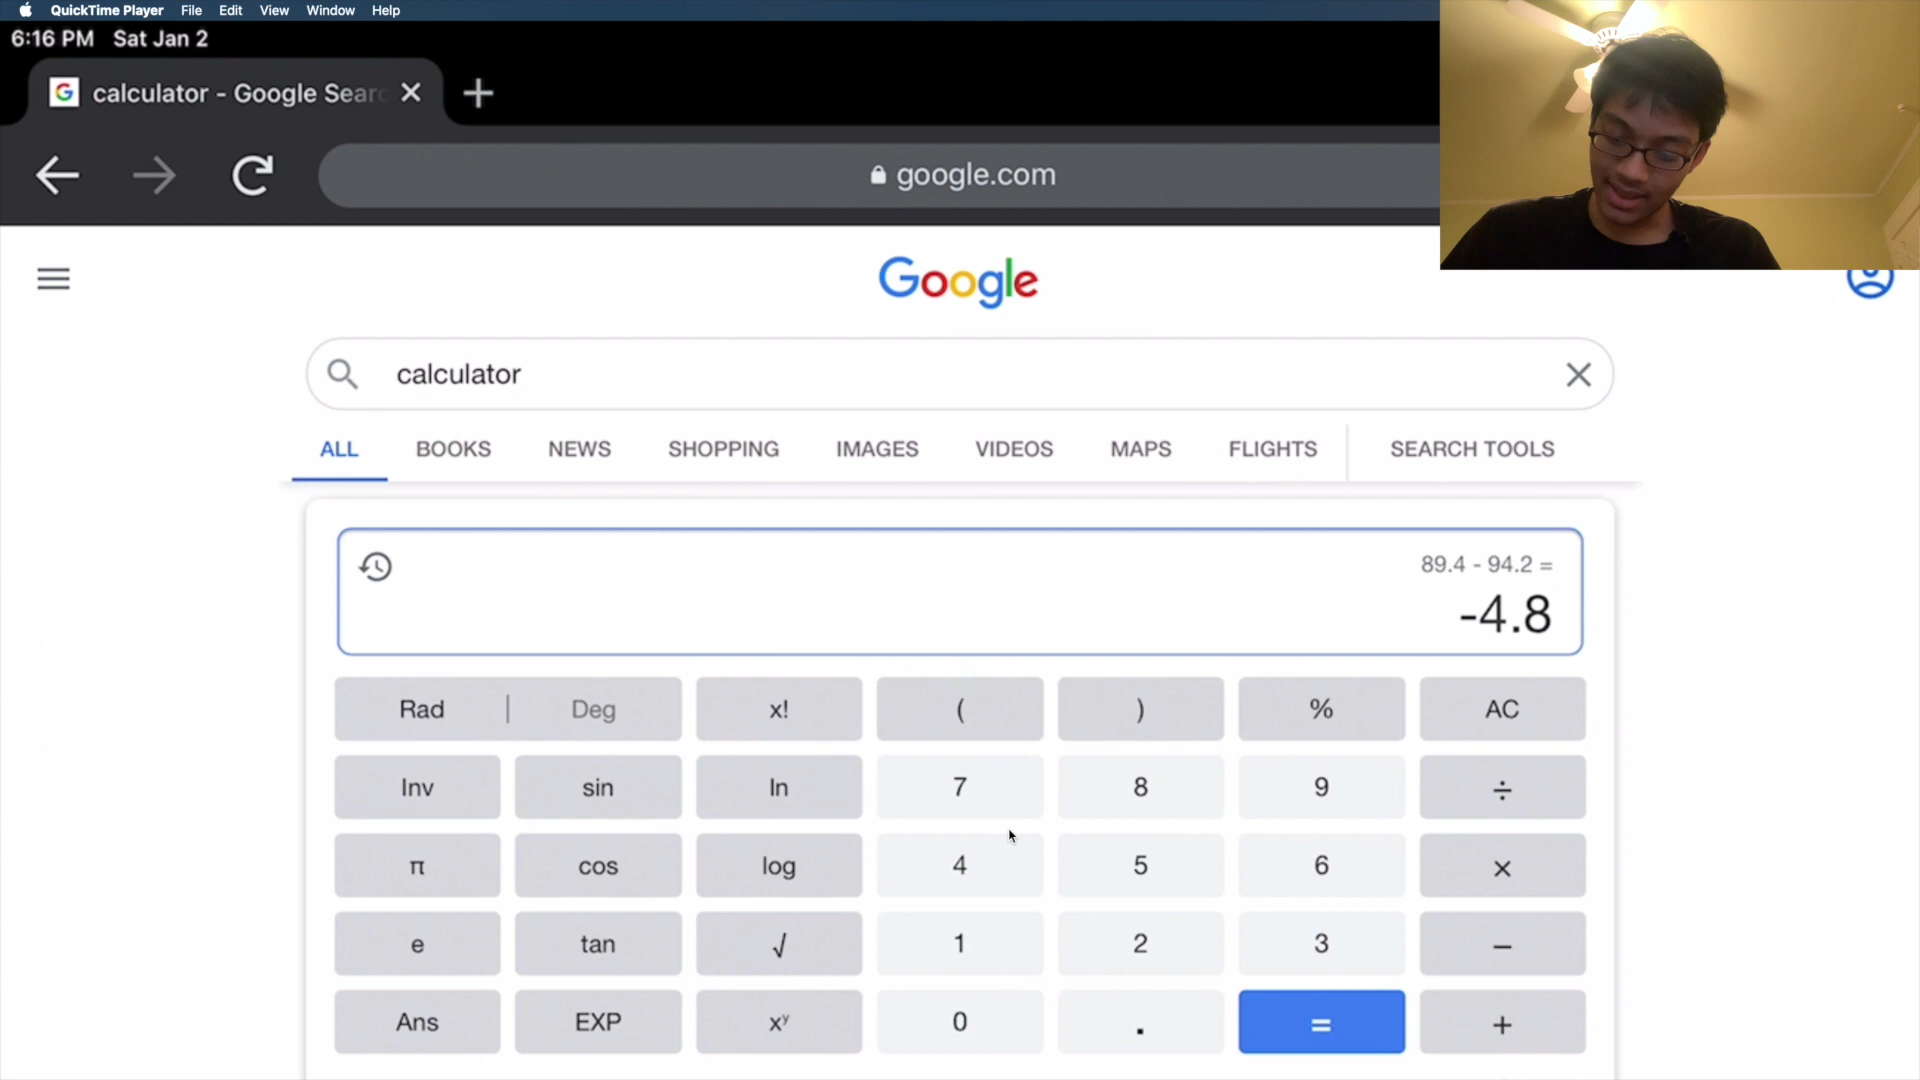 QuickTime Player File Edit View Window Help
6:16 PM Sat Jan 2
G calculator - Google Sear
google.com
Google
calculator
ALL BOOKS NEWS SHOPPING IMAGES VIDEOS MAPS FLIGHTS SEARCH TOOLS
89.4 - 94.2 =
-4.8
Rad | Deg x! ( ) % AC
Inv sin ln 7 8 9 ÷
π cos log 4 5 6 ×
e tan √ 1 2 3 −
Ans EXP xʸ 0 . = +